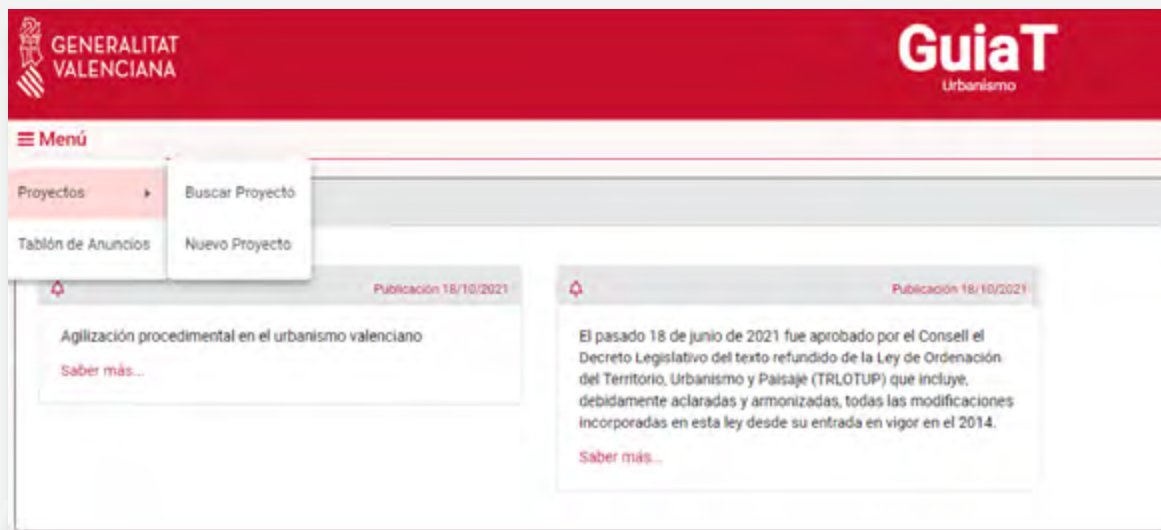 GENERALITAT
VALENCIANA
GuiaT
Urbanismo
Menú
Proyectos
Buscar Proyecto
Tablón de Anuncios
Nuevo Proyecto
Publicación 18/10/2021
Agilización procedimental en el urbanismo valenciano
Saber más...
Publicación 18/10/2021
El pasado 18 de junio de 2021 fue aprobado por el Consell el
Decreto Legislativo del texto refundido de la Ley de Ordenación
del Territorio, Urbanismo y Paisaje (TRLOTUP) que incluye,
debidamente aclaradas y armonizadas, todas las modificaciones
incorporadas en esta ley desde su entrada en vigor en el 2014.
Saber más...